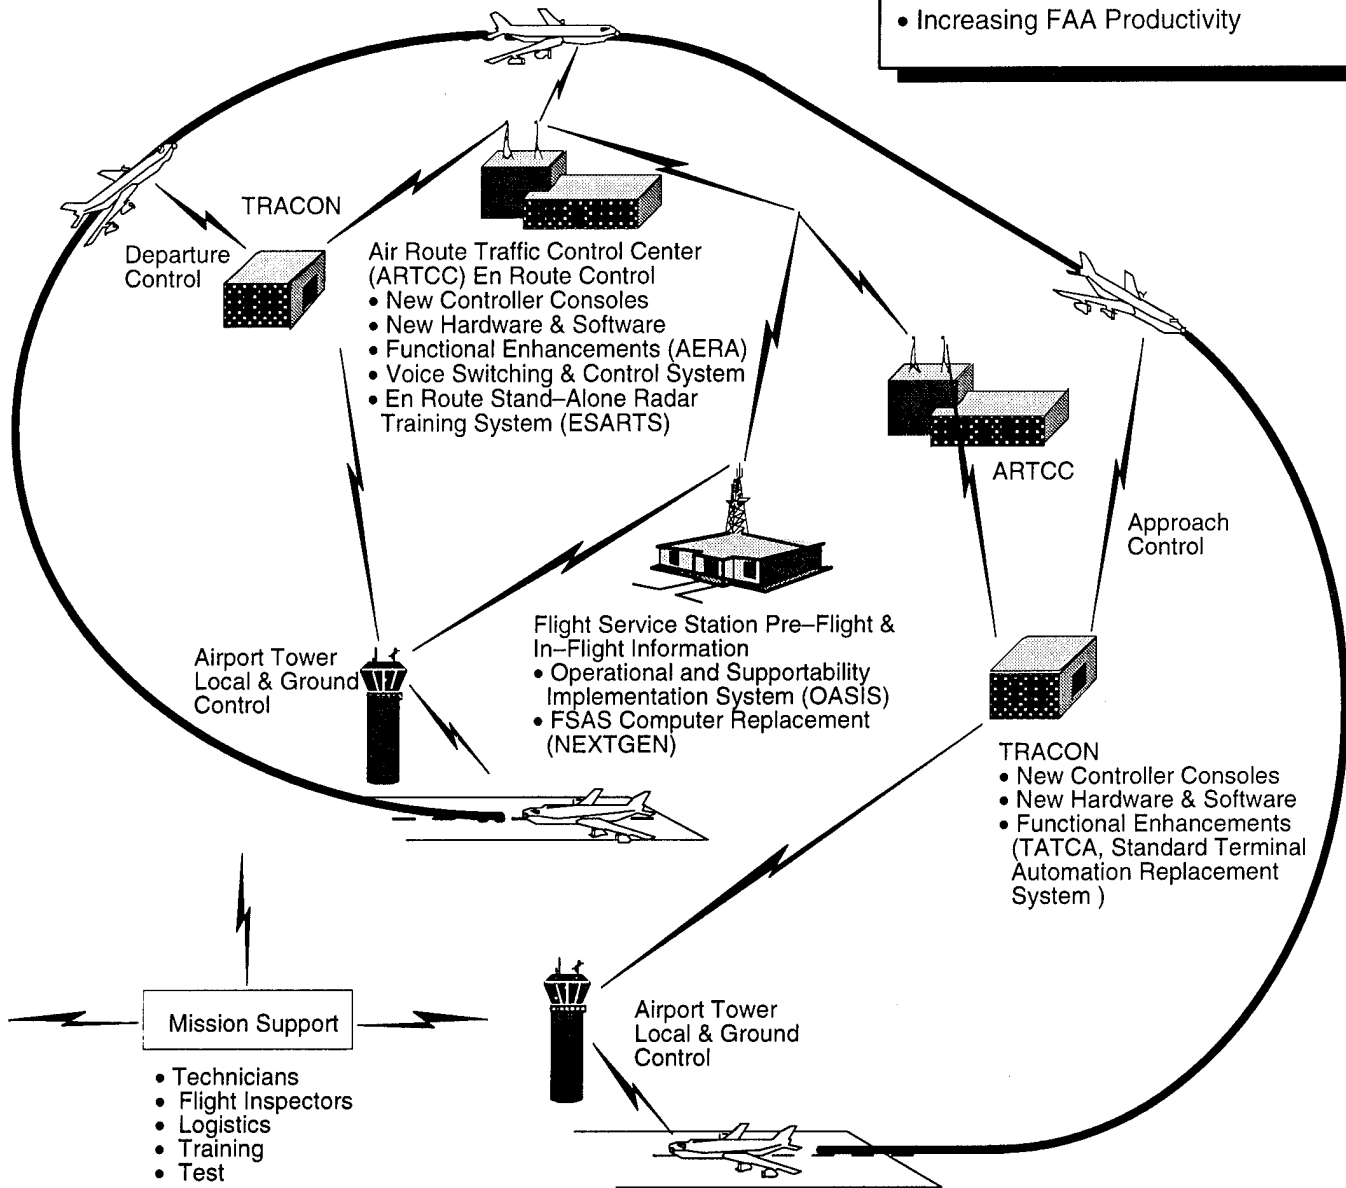 • Increasing FAA Productivity
TRACON
Departure
Control
Air Route Traffic Control Center
(ARTCC) En Route Control
• New Controller Consoles
• New Hardware & Software
• Functional Enhancements (AERA)
• Voice Switching & Control System
• En Route Stand–Alone Radar
Training System (ESARTS)
ARTCC
Approach
Control
Flight Service Station Pre–Flight &
In–Flight Information
• Operational and Supportability
Implementation System (OASIS)
• FSAS Computer Replacement
(NEXTGEN)
Airport Tower
Local & Ground
Control
TRACON
• New Controller Consoles
• New Hardware & Software
• Functional Enhancements
(TATCA, Standard Terminal
Automation Replacement
System )
Mission Support
• Technicians
• Flight Inspectors
• Logistics
• Training
• Test
Airport Tower
Local & Ground
Control